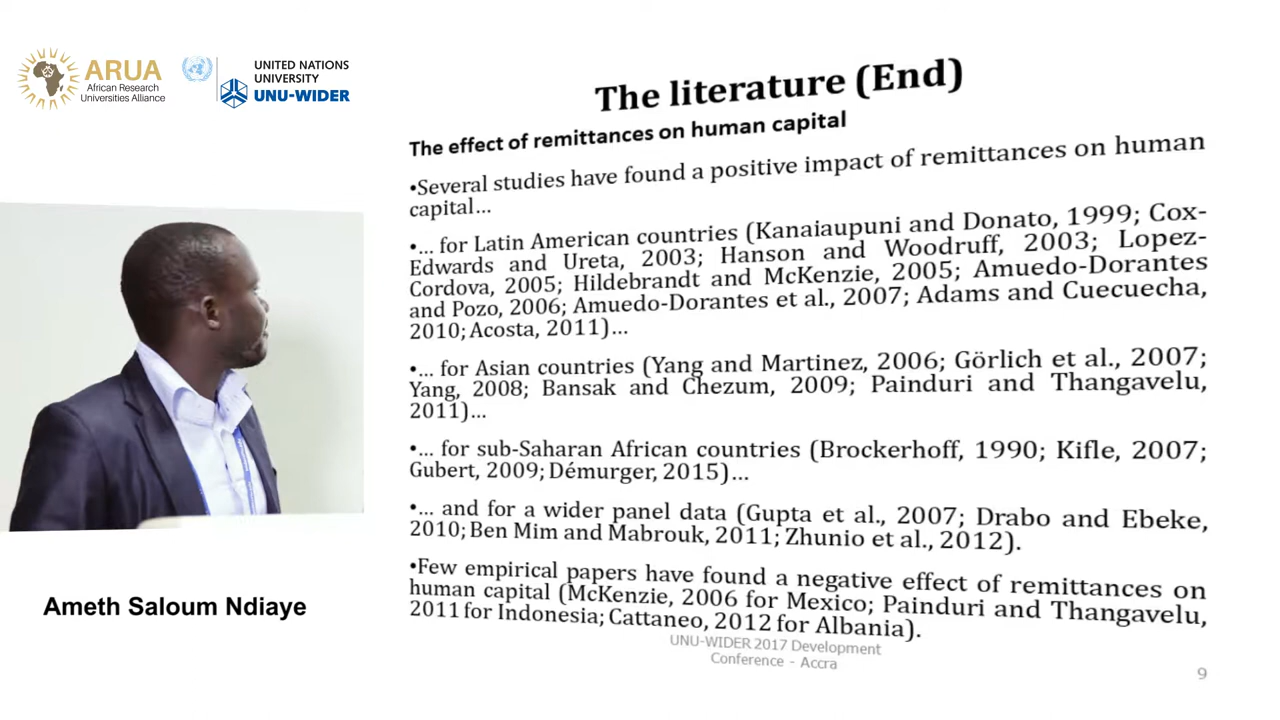 ARUA
African Research
Universities Alliance
UNITED NATIONS
UNIVERSITY
UNU-WIDER
The literature (End)
The effect of remittances on human capital
•Several studies have found a positive impact of remittances on human
capital…
•… for Latin American countries (Kanaiaupuni and Donato, 1999; Cox-
Edwards and Ureta, 2003; Hanson and Woodruff, 2003; Lopez-
Cordova, 2005; Hildebrandt and McKenzie, 2005; Amuedo-Dorantes
and Pozo, 2006; Amuedo-Dorantes et al., 2007; Adams and Cuecuecha,
2010; Acosta, 2011)…
•… for Asian countries (Yang and Martinez, 2006; Görlich et al., 2007;
Yang, 2008; Bansak and Chezum, 2009; Painduri and Thangavelu,
2011)…
•… for sub-Saharan African countries (Brockerhoff, 1990; Kifle, 2007;
Gubert, 2009; Démurger, 2015)…
•… and for a wider panel data (Gupta et al., 2007; Drabo and Ebeke,
2010; Ben Mim and Mabrouk, 2011; Zhunio et al., 2012).
•Few empirical papers have found a negative effect of remittances on
human capital (McKenzie, 2006 for Mexico; Painduri and Thangavelu,
2011 for Indonesia; Cattaneo, 2012 for Albania).
UNU-WIDER 2017 Development
Conference - Accra
9
Ameth Saloum Ndiaye